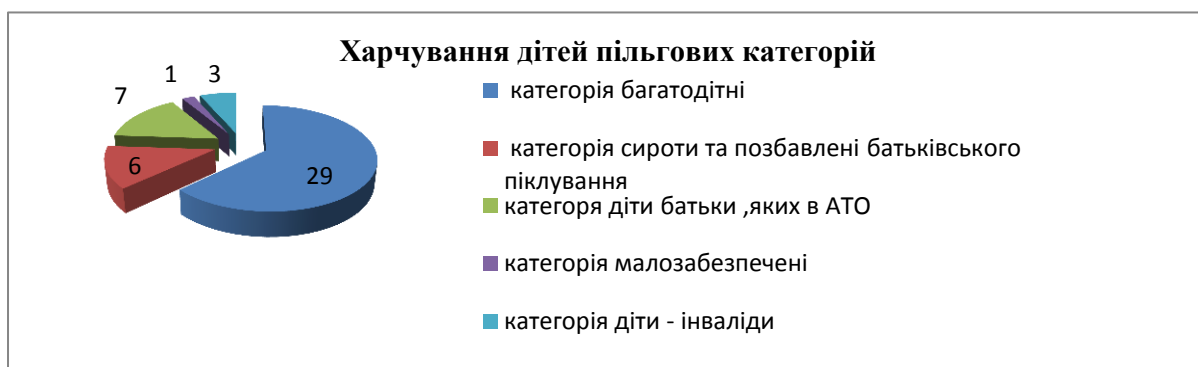 Харчування дітей пільгових категорій
1 3
7
6
29
категорія багатодітні
категорія сироти та позбавлені батьківського
піклування
категоря діти батьки ,яких в АТО
категорія малозабезпечені
категорія діти - інваліди